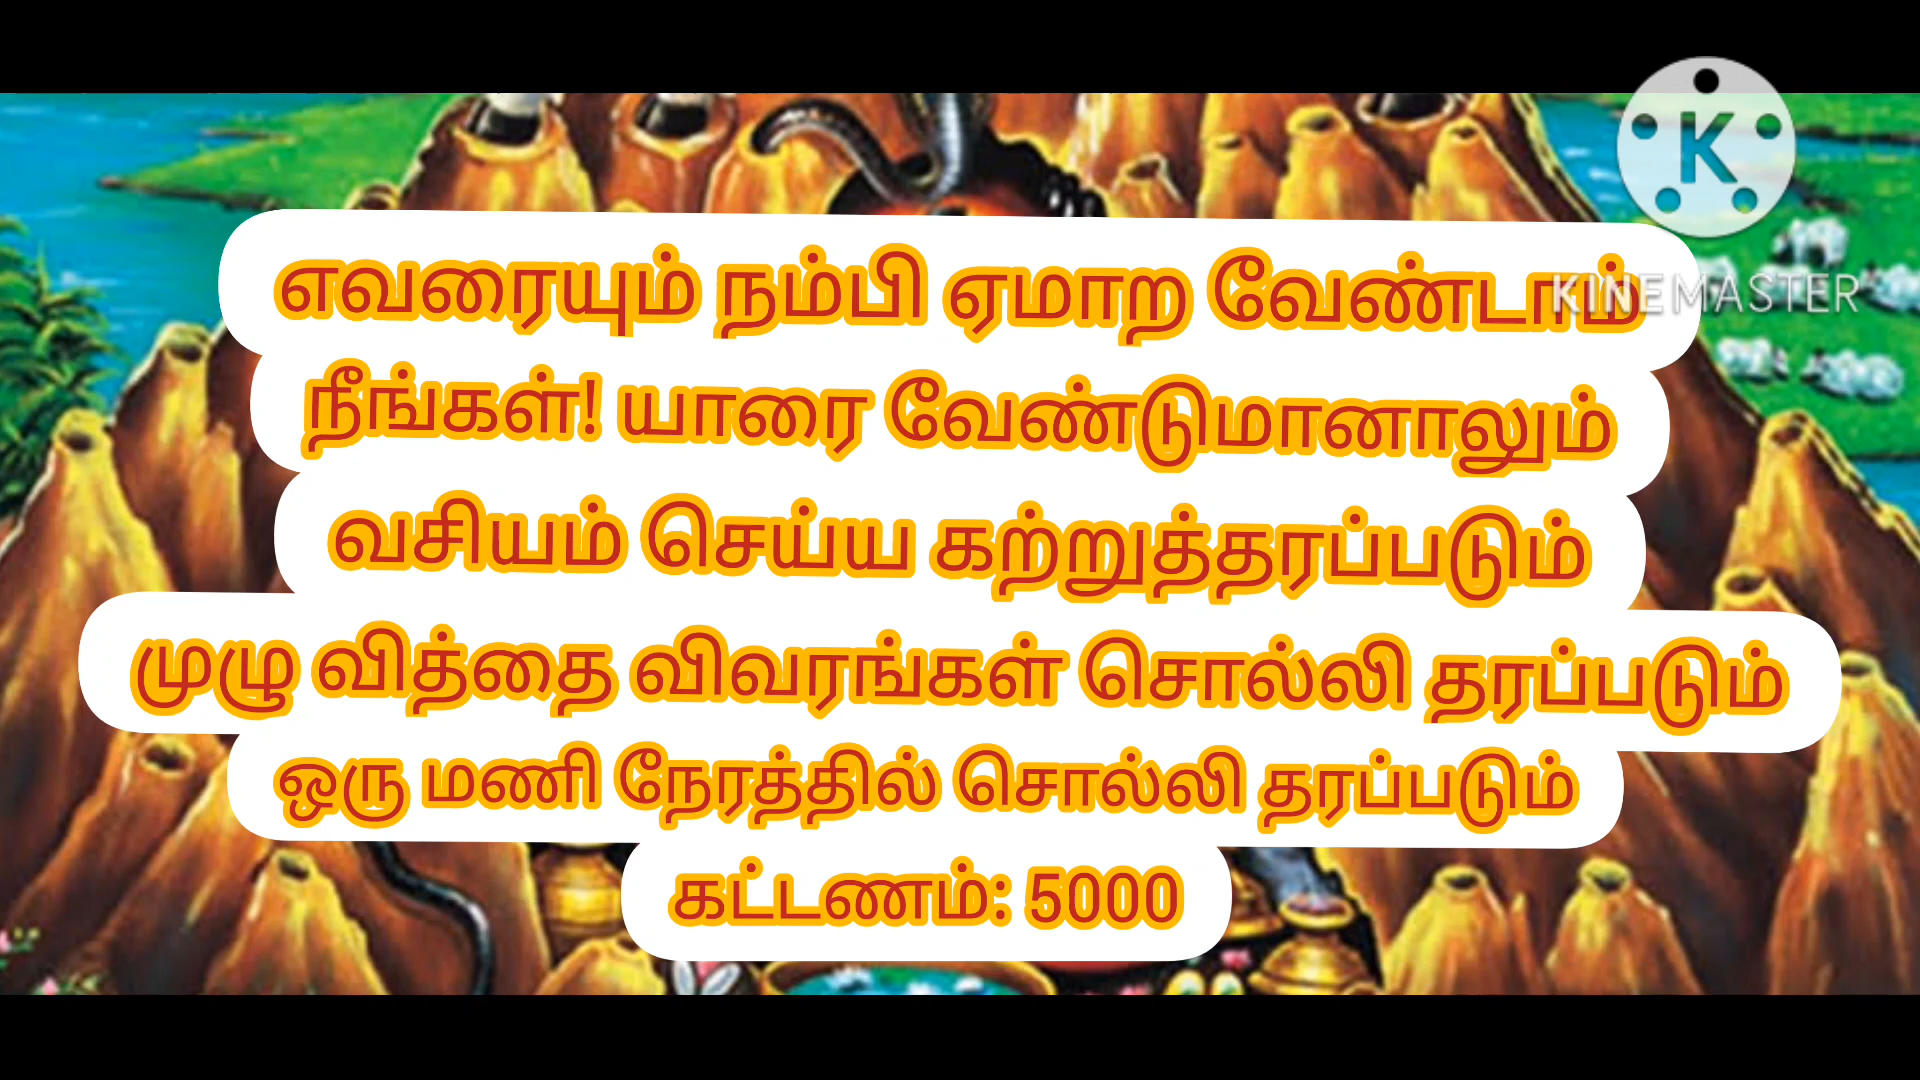 K
KINEMASTER
எவரையும் நம்பி ஏமாற வேண்டாம்
நீங்கள்! யாரை வேண்டுமானாலும்
வசியம் செய்ய கற்றுத்தரப்படும்
முழு வித்தை விவரங்கள் சொல்லி தரப்படும்
ஒரு மணி நேரத்தில் சொல்லி தரப்படும்
கட்டணம்: 5000